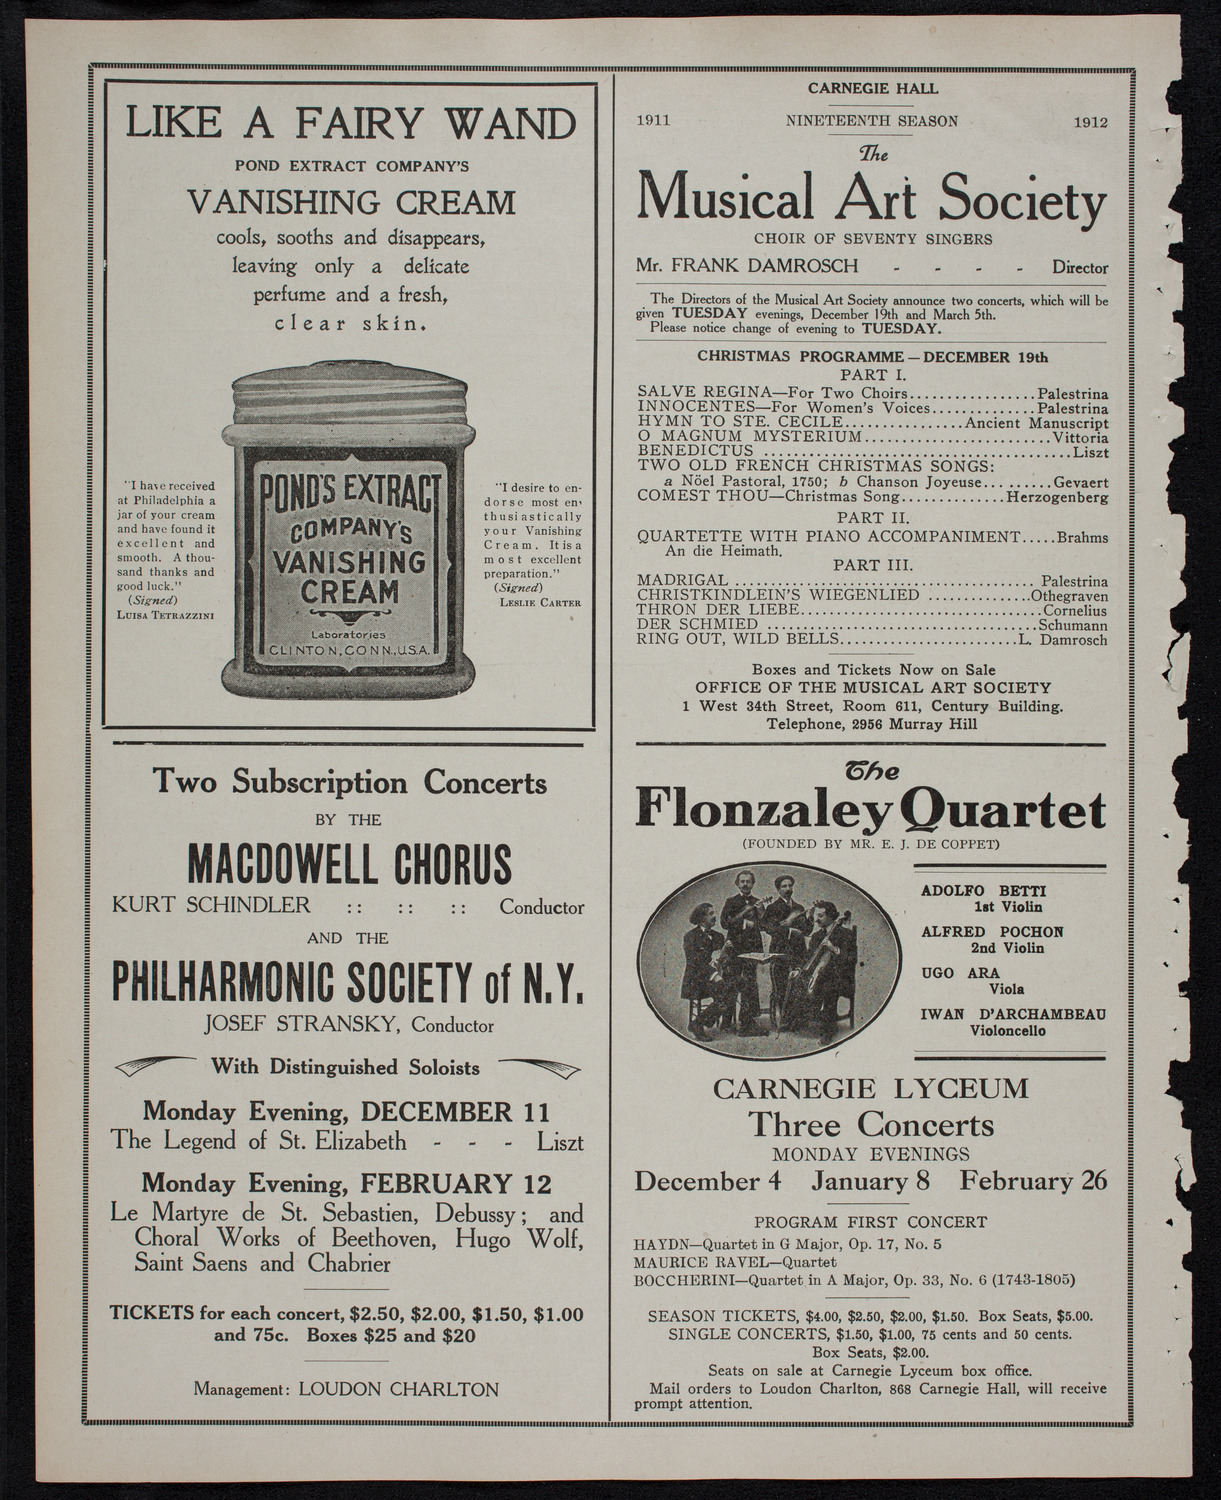 LIKE A FAIRY WAND
POND EXTRACT COMPANY'S
VANISHING CREAM
cools, sooths and disappears,
leaving only a delicate
perfume and a fresh,
clear skin.
"I have received
at Philadelphia a
jar of your cream
and have found it
excellent and
smooth. A thou-
sand thanks and
good luck."
(Signed)
LUISA TETRAZZINI
POND'S EXTRACT
COMPANY'S
VANISHING
CREAM
Laboratories
CLINTON, CONN., U.S.A.
"I desire to en-
dorse most en-
thusiastically
your Vanishing
Cream. It is a
most excellent
preparation."
(Signed)
LESLIE CARTER
Two Subscription Concerts
BY THE
MACDOWELL CHORUS
KURT SCHINDLER :: :: :: Conductor
AND THE
PHILHARMONIC SOCIETY of N.Y.
JOSEF STRANSKY, Conductor
With Distinguished Soloists
Monday Evening, DECEMBER 11
The Legend of St. Elizabeth - - - Liszt
Monday Evening, FEBRUARY 12
Le Martyre de St. Sebastien, Debussy; and
Choral Works of Beethoven, Hugo Wolf,
Saint Saens and Chabrier
TICKETS for each concert, $2.50, $2.00, $1.50, $1.00
and 75c. Boxes $25 and $20
Management: LOUDON CHARLTON
CARNEGIE HALL
1911 NINETEENTH SEASON 1912
The
Musical Art Society
CHOIR OF SEVENTY SINGERS
Mr. FRANK DAMROSCH - - - - Director
The Directors of the Musical Art Society announce two concerts, which will be
given TUESDAY evenings, December 19th and March 5th.
Please notice change of evening to TUESDAY.
CHRISTMAS PROGRAMME—DECEMBER 19th
PART I.
SALVE REGINA—For Two Choirs................Palestrina
INNOCENTES—For Women's Voices.............Palestrina
HYMN TO STE. CECILE...............Ancient Manuscript
O MAGNUM MYSTERIUM........................Vittoria
BENEDICTUS .......................................Liszt
TWO OLD FRENCH CHRISTMAS SONGS:
a Nöel Pastoral, 1750; b Chanson Joyeuse.........Gevaert
COMEST THOU—Christmas Song.............Herzogenberg
PART II.
QUARTETTE WITH PIANO ACCOMPANIMENT.....Brahms
An die Heimath.
PART III.
MADRIGAL ..................................... Palestrina
CHRISTKINDLEIN'S WIEGENLIED .............Othegraven
THRON DER LIEBE.............................Cornelius
DER SCHMIED .................................Schumann
RING OUT, WILD BELLS......................L. Damrosch
Boxes and Tickets Now on Sale
OFFICE OF THE MUSICAL ART SOCIETY
1 West 34th Street, Room 611, Century Building.
Telephone, 2956 Murray Hill
The
Flonzaley Quartet
(FOUNDED BY MR. E. J. DE COPPET)
ADOLFO BETTI
1st Violin
ALFRED POCHON
2nd Violin
UGO ARA
Viola
IWAN D'ARCHAMBEAU
Violoncello
CARNEGIE LYCEUM
Three Concerts
MONDAY EVENINGS
December 4 January 8 February 26
PROGRAM FIRST CONCERT
HAYDN—Quartet in G Major, Op. 17, No. 5
MAURICE RAVEL—Quartet
BOCCHERINI—Quartet in A Major, Op. 33, No. 6 (1743-1805)
SEASON TICKETS, $4.00, $2.50, $2.00, $1.50. Box Seats, $5.00.
SINGLE CONCERTS, $1.50, $1.00, 75 cents and 50 cents.
Box Seats, $2.00.
Seats on sale at Carnegie Lyceum box office.
Mail orders to Loudon Charlton, 868 Carnegie Hall, will receive
prompt attention.